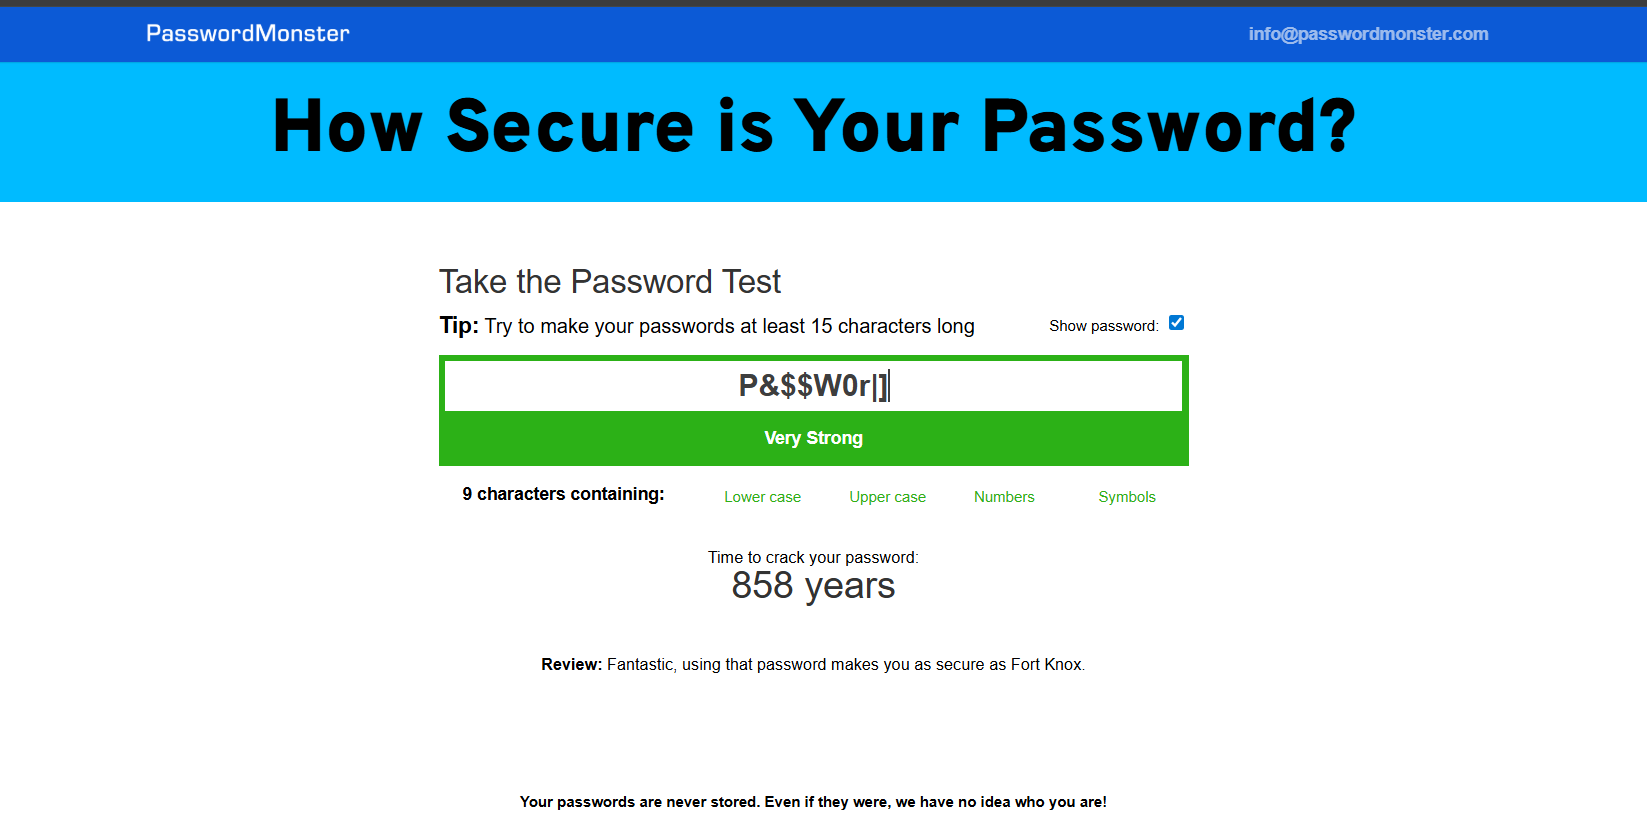 PasswordMonster
info@passwordmonster.com
How Secure is Your Password?
Take the Password Test
Tip: Try to make your passwords at least 15 characters long
Show password:
P&$$W0r|]
Very Strong
9 characters containing:
Lower case
Upper case
Numbers
Symbols
Time to crack your password:
858 years
Review: Fantastic, using that password makes you as secure as Fort Knox.
Your passwords are never stored. Even if they were, we have no idea who you are!